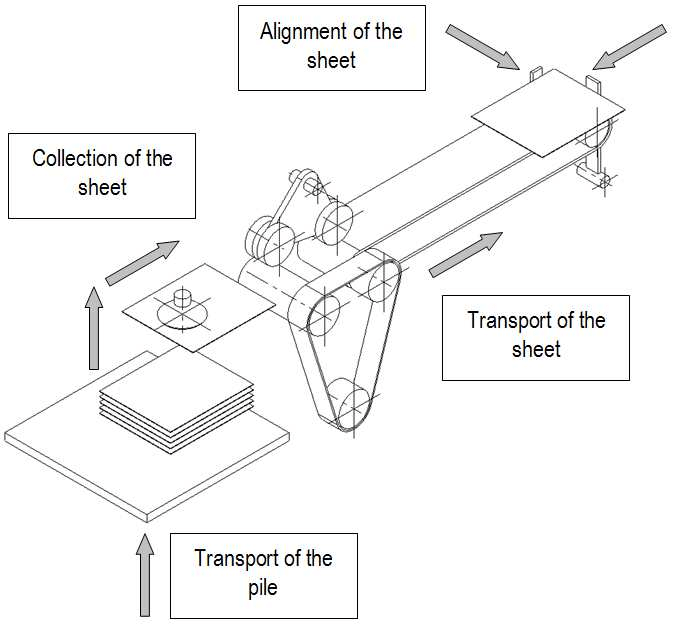 Alignment of the
sheet
Collection of the
sheet
Transport of the
sheet
Transport of the
pile